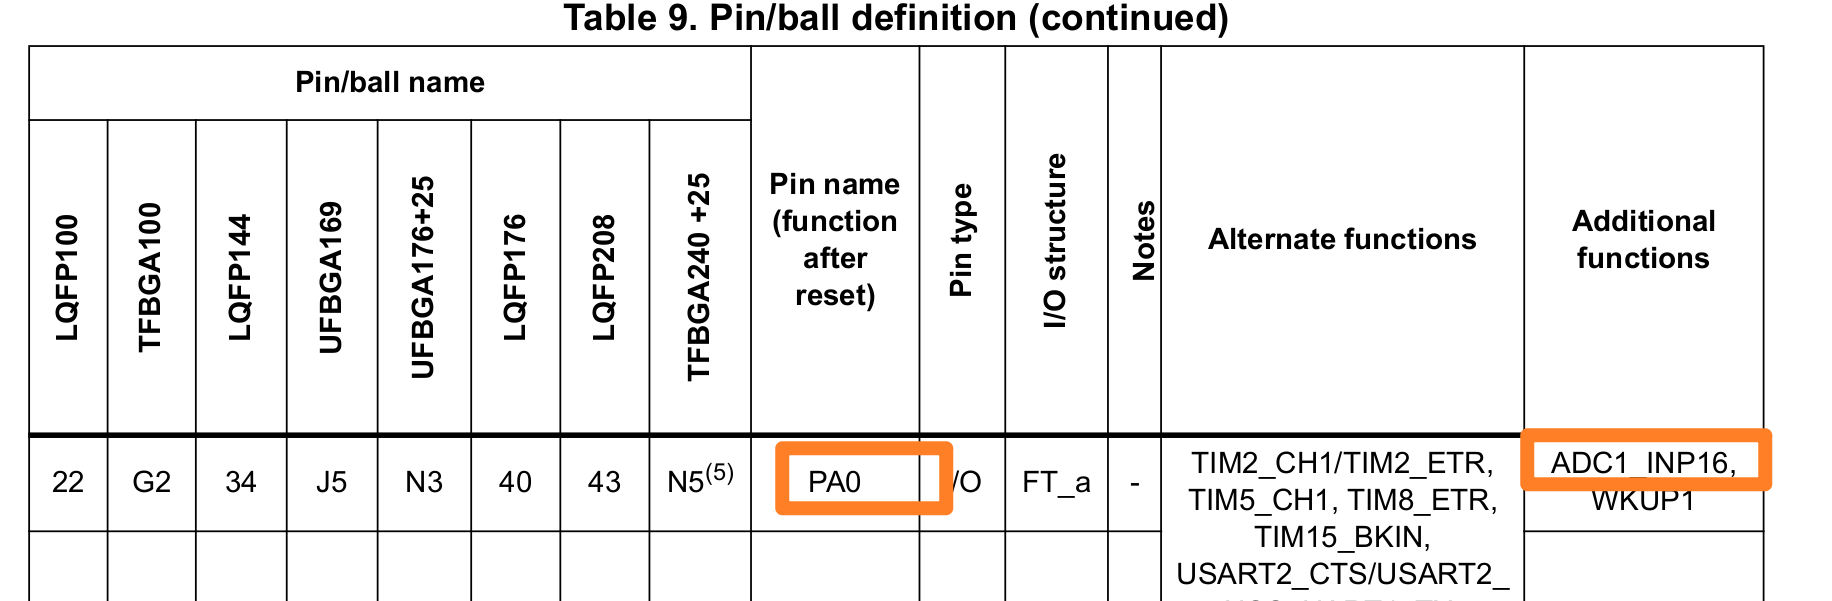 Table 9. Pin/ball definition (continued)
Pin/ball name
LQFP100
TFBGA100
LQFP144
UFBGA169
UFBGA176+25
LQFP176
LQFP208
TFBGA240 +25
Pin name
(function
after
reset)
Pin type
I/O structure
Notes
Alternate functions
Additional
functions
22 G2 34 J5 N3 40 43 N5(5) PA0 /O FT_a -
TIM2_CH1/TIM2_ETR,
TIM5_CH1, TIM8_ETR,
TIM15_BKIN,
USART2_CTS/USART2_
ADC1_INP16,
WKUP1